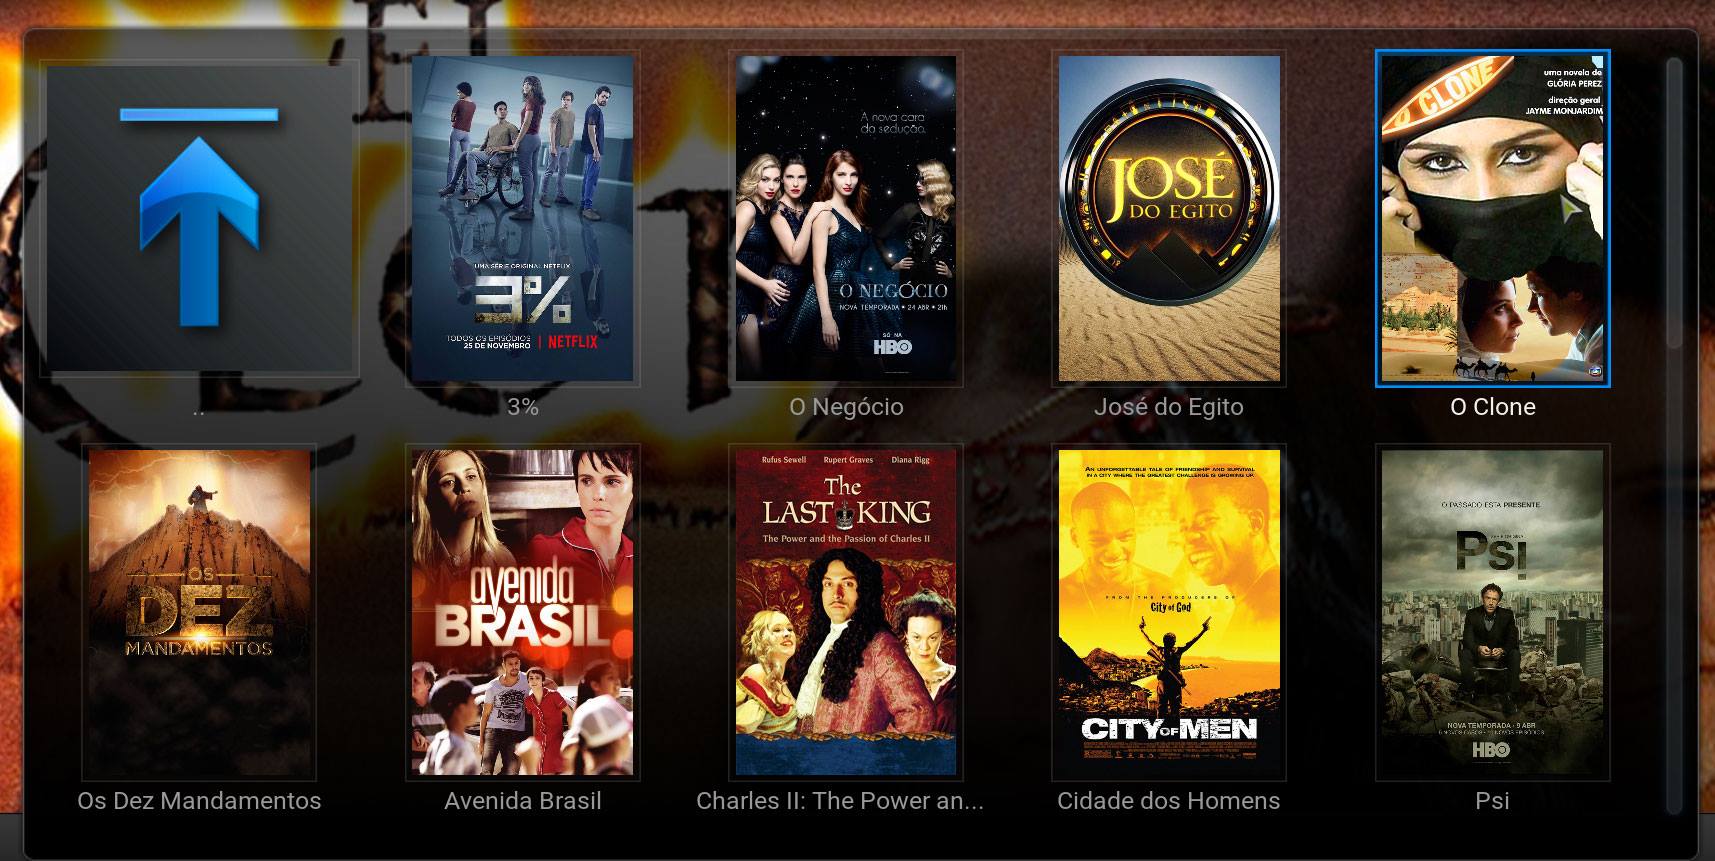 ..
UMA SÉRIE ORIGINAL NETFLIX
3%
TODOS OS EPISÓDIOS
25 DE NOVEMBRO | NETFLIX
3%
A nova cara
da sedução.
O NEGÓCIO
NOVA TEMPORADA • 24 ABR • 21h
SÓ NA
HBO
O Negócio
JOSÉ
DO EGITO
José do Egito
O CLONE
uma novela de
GLÓRIA PEREZ
direção geral
JAYME MONJARDIM
O Clone
OS
DEZ
MANDAMENTOS
Os Dez Mandamentos
avenida
BRASIL
Avenida Brasil
Rufus Sewell Rupert Graves Diana Rigg
The
LAST KING
The Power and the Passion of Charles II
Charles II: The Power an...
AN UNFORGETTABLE TALE OF FRIENDSHIP AND SURVIVAL
IN A CITY WHERE THE GREATEST CHALLENGE IS GROWING UP.
FROM THE PRODUCERS OF
City of God
CITY OF MEN
Cidade dos Homens
O PASSADO ESTA PRESENTE
PSI
NOVA TEMPORADA · 9 ABR
HBO
Psi